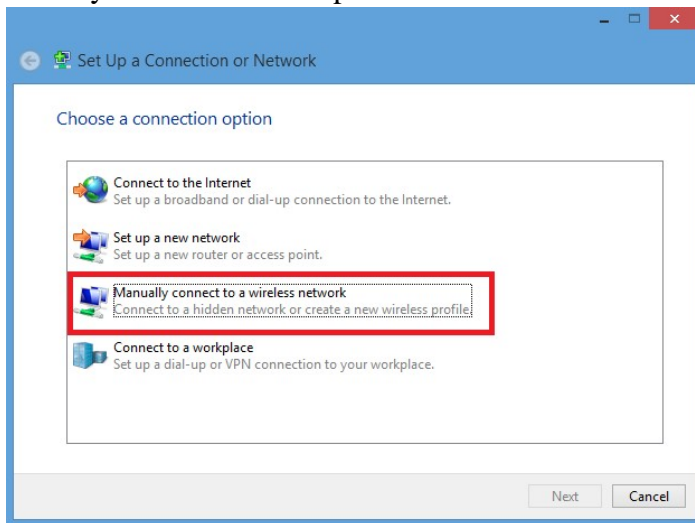 Set Up a Connection or Network
Choose a connection option
Connect to the Internet
Set up a broadband or dial-up connection to the Internet.
Set up a new network
Set up a new router or access point.
Manually connect to a wireless network
Connect to a hidden network or create a new wireless profile.
Connect to a workplace
Set up a dial-up or VPN connection to your workplace.
Next
Cancel